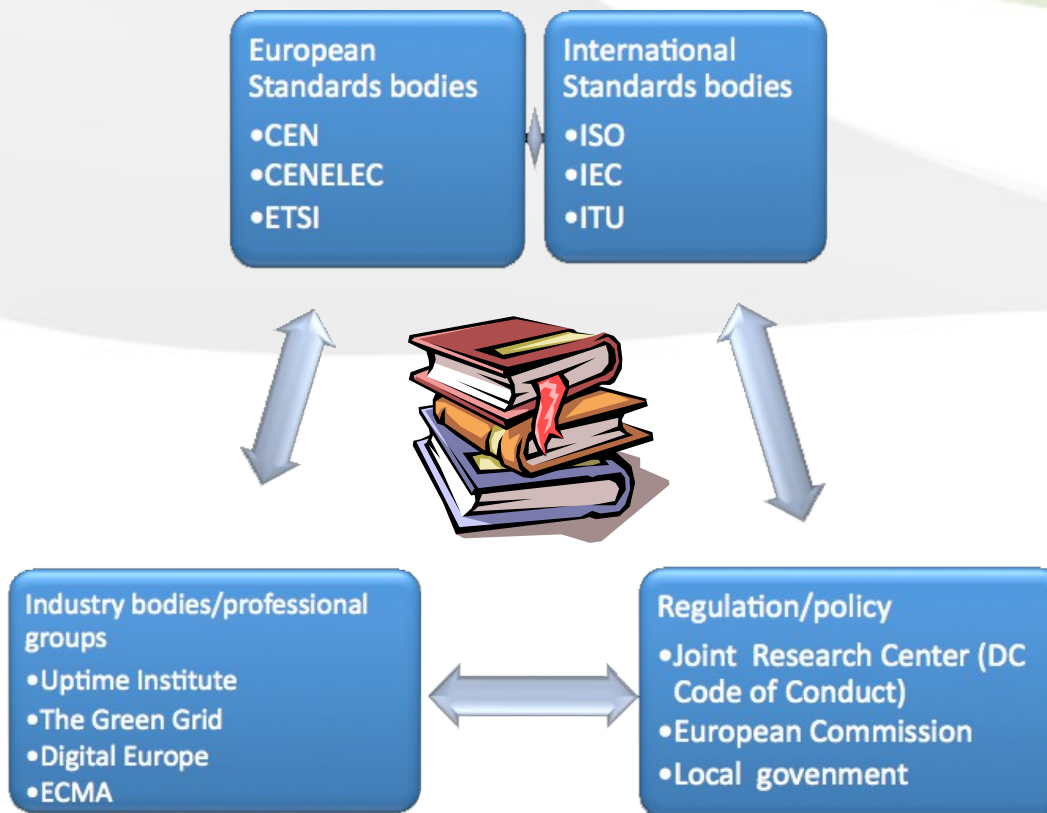 European
Standards bodies
•CEN
•CENELEC
•ETSI
International
Standards bodies
•ISO
•IEC
•ITU
Industry bodies/professional
groups
•Uptime Institute
•The Green Grid
•Digital Europe
•ECMA
Regulation/policy
•Joint Research Center (DC
Code of Conduct)
•European Commission
•Local govenment